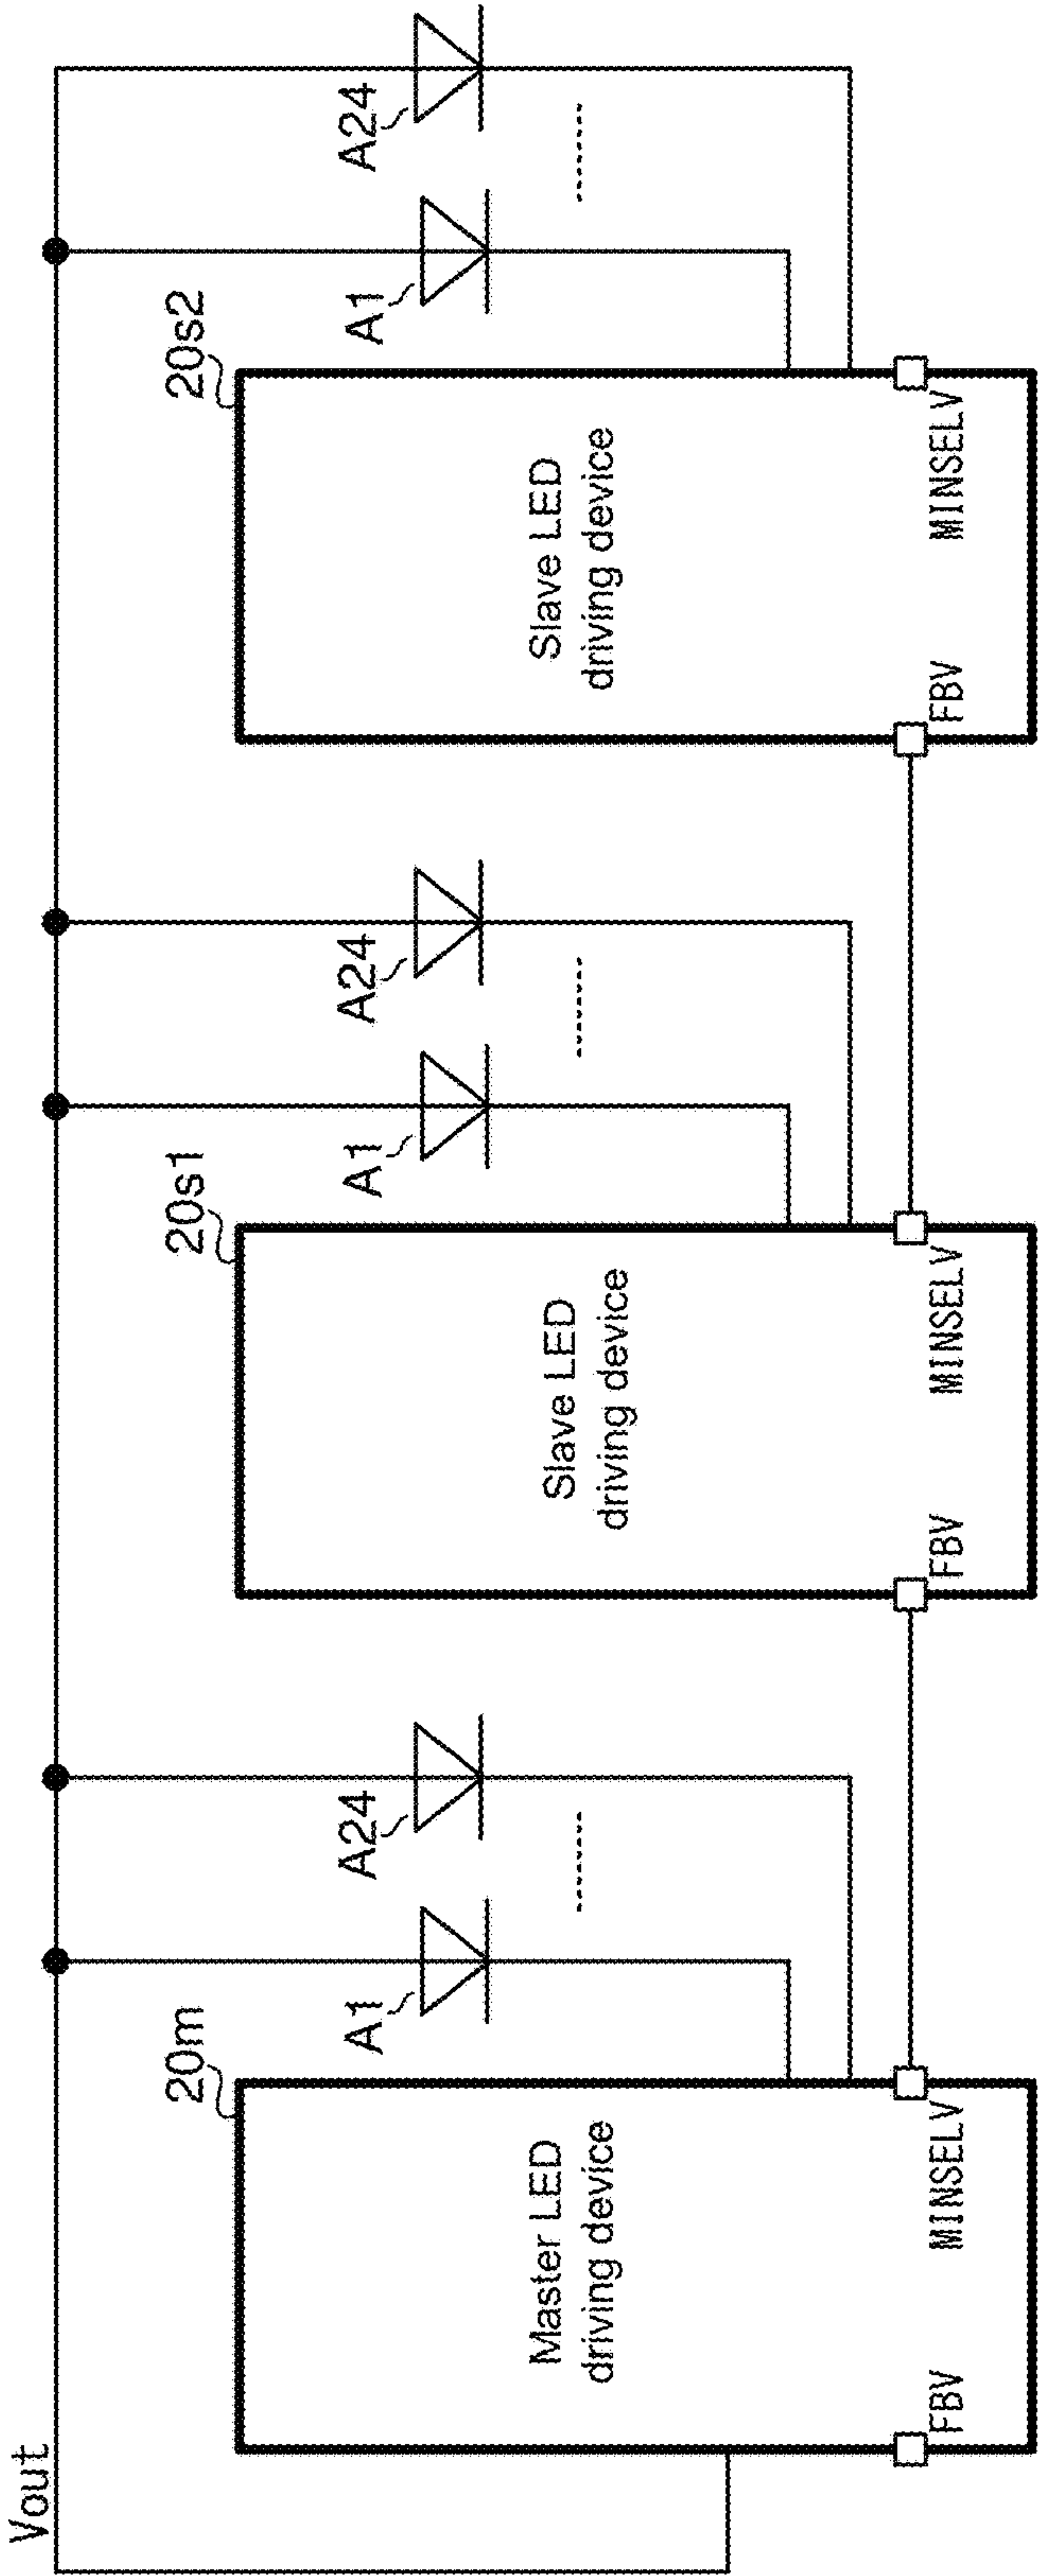 Vout
20m
A1
A24
20s1
A1
A24
20s2
A1
A24
Master LED
driving device
Slave LED
driving device
Slave LED
driving device
FBV
MINSELV
FBV
MINSELV
FBV
MINSELV